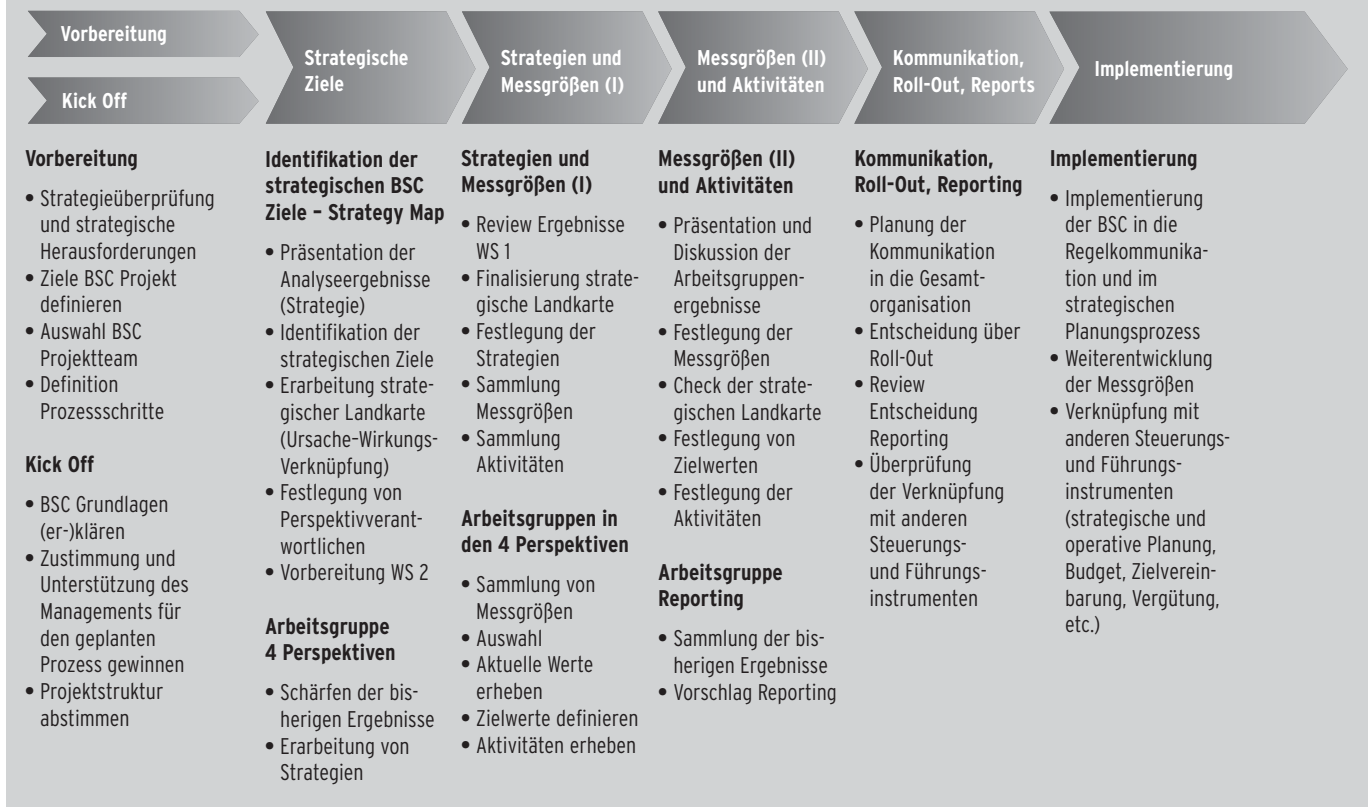 Vorbereitung
Kick Off
Strategische
Ziele
Strategien und
Messgrößen (I)
Messgrößen (II)
und Aktivitäten
Kommunikation,
Roll-Out, Reports
Implementierung
Vorbereitung
• Strategieüberprüfung
und strategische
Herausforderungen
• Ziele BSC Projekt
definieren
• Auswahl BSC
Projektteam
• Definition
Prozessschritte
Kick Off
• BSC Grundlagen
(er-)klären
• Zustimmung und
Unterstützung des
Managements für
den geplanten
Prozess gewinnen
• Projektstruktur
abstimmen
Identifikation der
strategischen BSC
Ziele – Strategy Map
• Präsentation der
Analyseergebnisse
(Strategie)
• Identifikation der
strategischen Ziele
• Erarbeitung strate-
gischer Landkarte
(Ursache-Wirkungs-
Verknüpfung)
• Festlegung von
Perspektivverant-
wortlichen
• Vorbereitung WS 2
Arbeitsgruppe
4 Perspektiven
• Schärfen der bis-
herigen Ergebnisse
• Erarbeitung von
Strategien
Strategien und
Messgrößen (I)
• Review Ergebnisse
WS 1
• Finalisierung strate-
gische Landkarte
• Festlegung der
Strategien
• Sammlung
Messgrößen
• Sammlung
Aktivitäten
Arbeitsgruppen in
den 4 Perspektiven
• Sammlung von
Messgrößen
• Auswahl
• Aktuelle Werte
erheben
• Zielwerte definieren
• Aktivitäten erheben
Messgrößen (II)
und Aktivitäten
• Präsentation und
Diskussion der
Arbeitsgruppen-
ergebnisse
• Festlegung der
Messgrößen
• Check der strate-
gischen Landkarte
• Festlegung von
Zielwerten
• Festlegung der
Aktivitäten
Arbeitsgruppe
Reporting
• Sammlung der bis-
herigen Ergebnisse
• Vorschlag Reporting
Kommunikation,
Roll-Out, Reporting
• Planung der
Kommunikation
in die Gesamt-
organisation
• Entscheidung über
Roll-Out
• Review
Entscheidung
Reporting
• Überprüfung
der Verknüpfung
mit anderen
Steuerungs-
und Führungs-
instrumenten
Implementierung
• Implementierung
der BSC in die
Regelkommunika-
tion und im
strategischen
Planungsprozess
• Weiterentwicklung
der Messgrößen
• Verknüpfung mit
anderen Steuerungs-
und Führungs-
instrumenten
(strategische und
operative Planung,
Budget, Zielverein-
barung, Vergütung,
etc.)